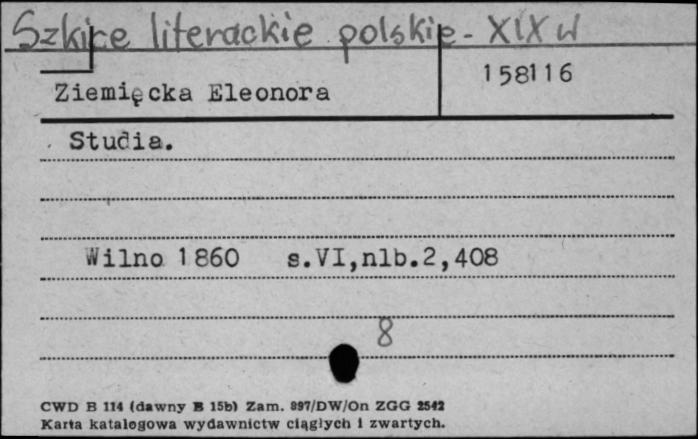 Szkice literackie polskie - XIX w
158116
Ziemięcka Eleonora
Studia.
Wilno 1860 s.VI,nlb.2,408
8
CWD B 114 (dawny B 15b) Zam. 997/DW/On ZGG 2542
Karta katalogowa wydawnictw ciągłych i zwartych.